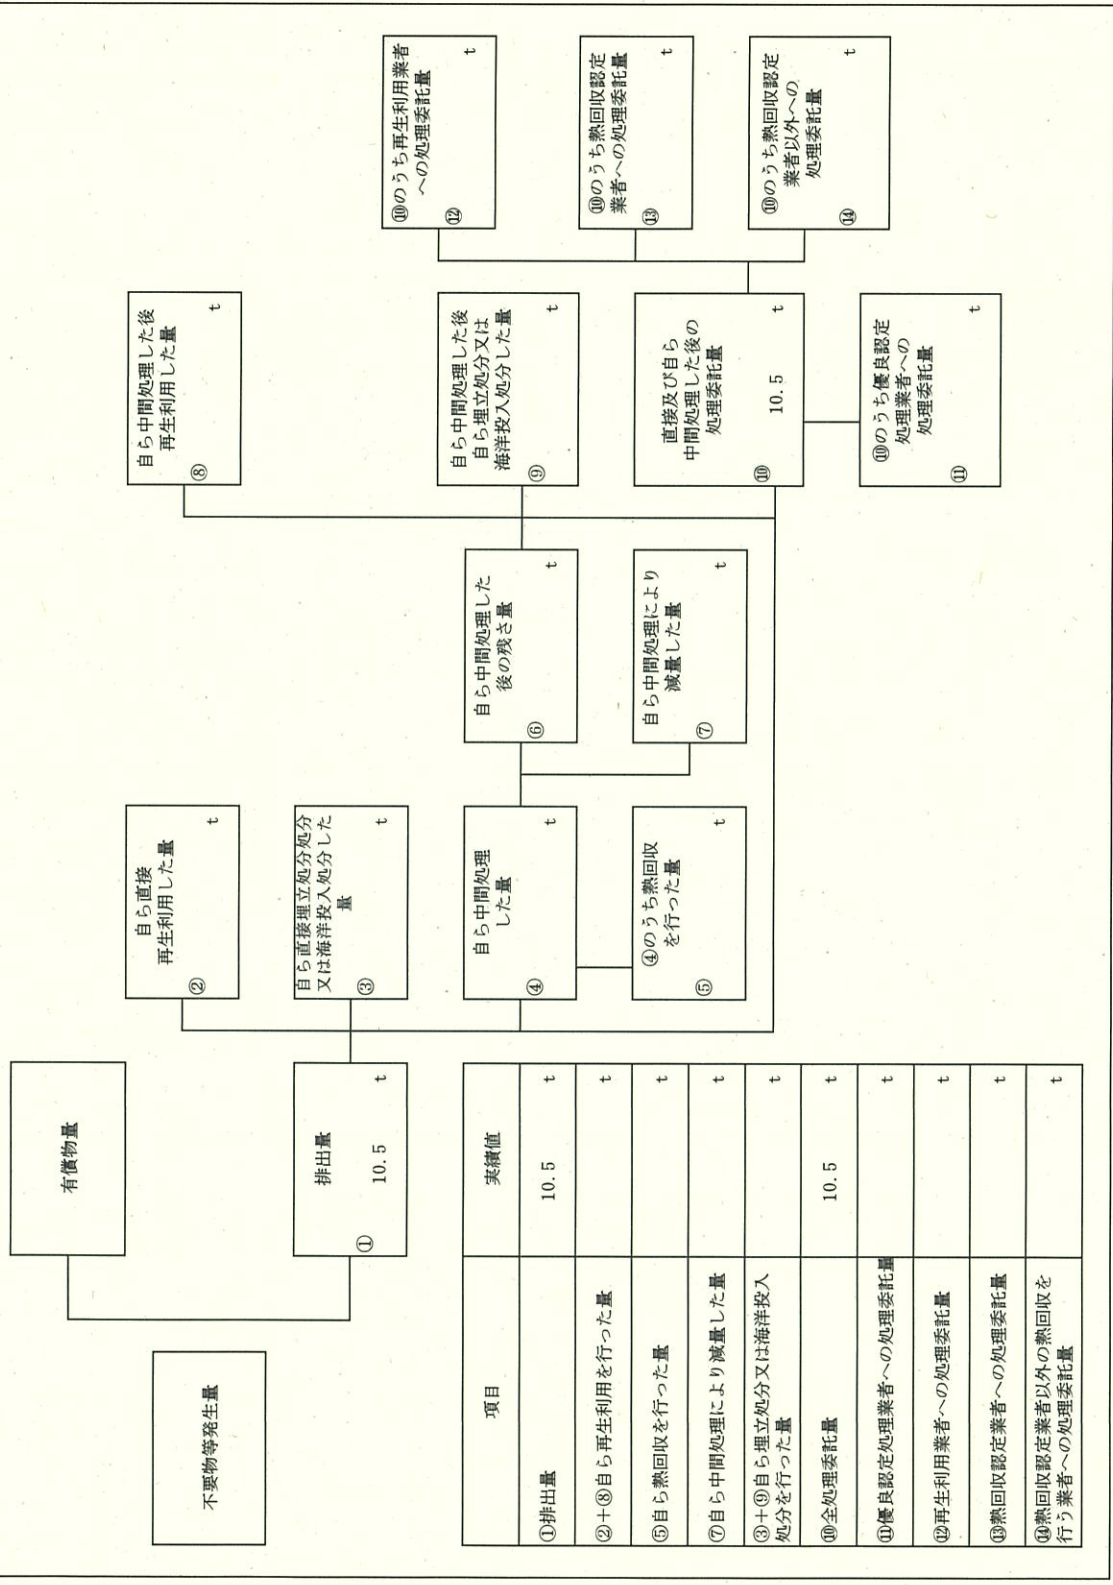 不要物等発生量
有償物量
①
排出量
10.5 t
②
自ら直接
再生利用した量
t
③
自ら直接埋立処分処分
又は海洋投入処分した
量
t
④
自ら中間処理
した量
t
⑤
④のうち熱回収
を行った量
t
⑥
自ら中間処理した
後の残さ量
t
⑦
自ら中間処理により
減量した量
t
⑧
自ら中間処理した後
再生利用した量
t
⑨
自ら中間処理した後
自ら埋立処分又は
海洋投入処分した量
t
⑩
直接及び自ら
中間処理した後の
処理委託量
10.5 t
⑪
⑩のうち優良認定
処理業者への
処理委託量
t
⑫
⑩のうち再生利用業者
への処理委託量
t
⑬
⑩のうち熱回収認定
業者への処理委託量
t
⑭
⑩のうち熱回収認定
業者以外への
処理委託量
t
項目 実績値
①排出量 10.5 t
②+⑧自ら再生利用を行った量 t
⑤自ら熱回収を行った量 t
⑦自ら中間処理により減量した量 t
③+⑨自ら埋立処分又は海洋投入
処分を行った量 t
⑩全処理委託量 10.5 t
⑪優良認定処理業者への処理委託量 t
⑫再生利用業者への処理委託量 t
⑬熱回収認定業者への処理委託量 t
⑭熱回収認定業者以外の熱回収を
行う業者への処理委託量 t